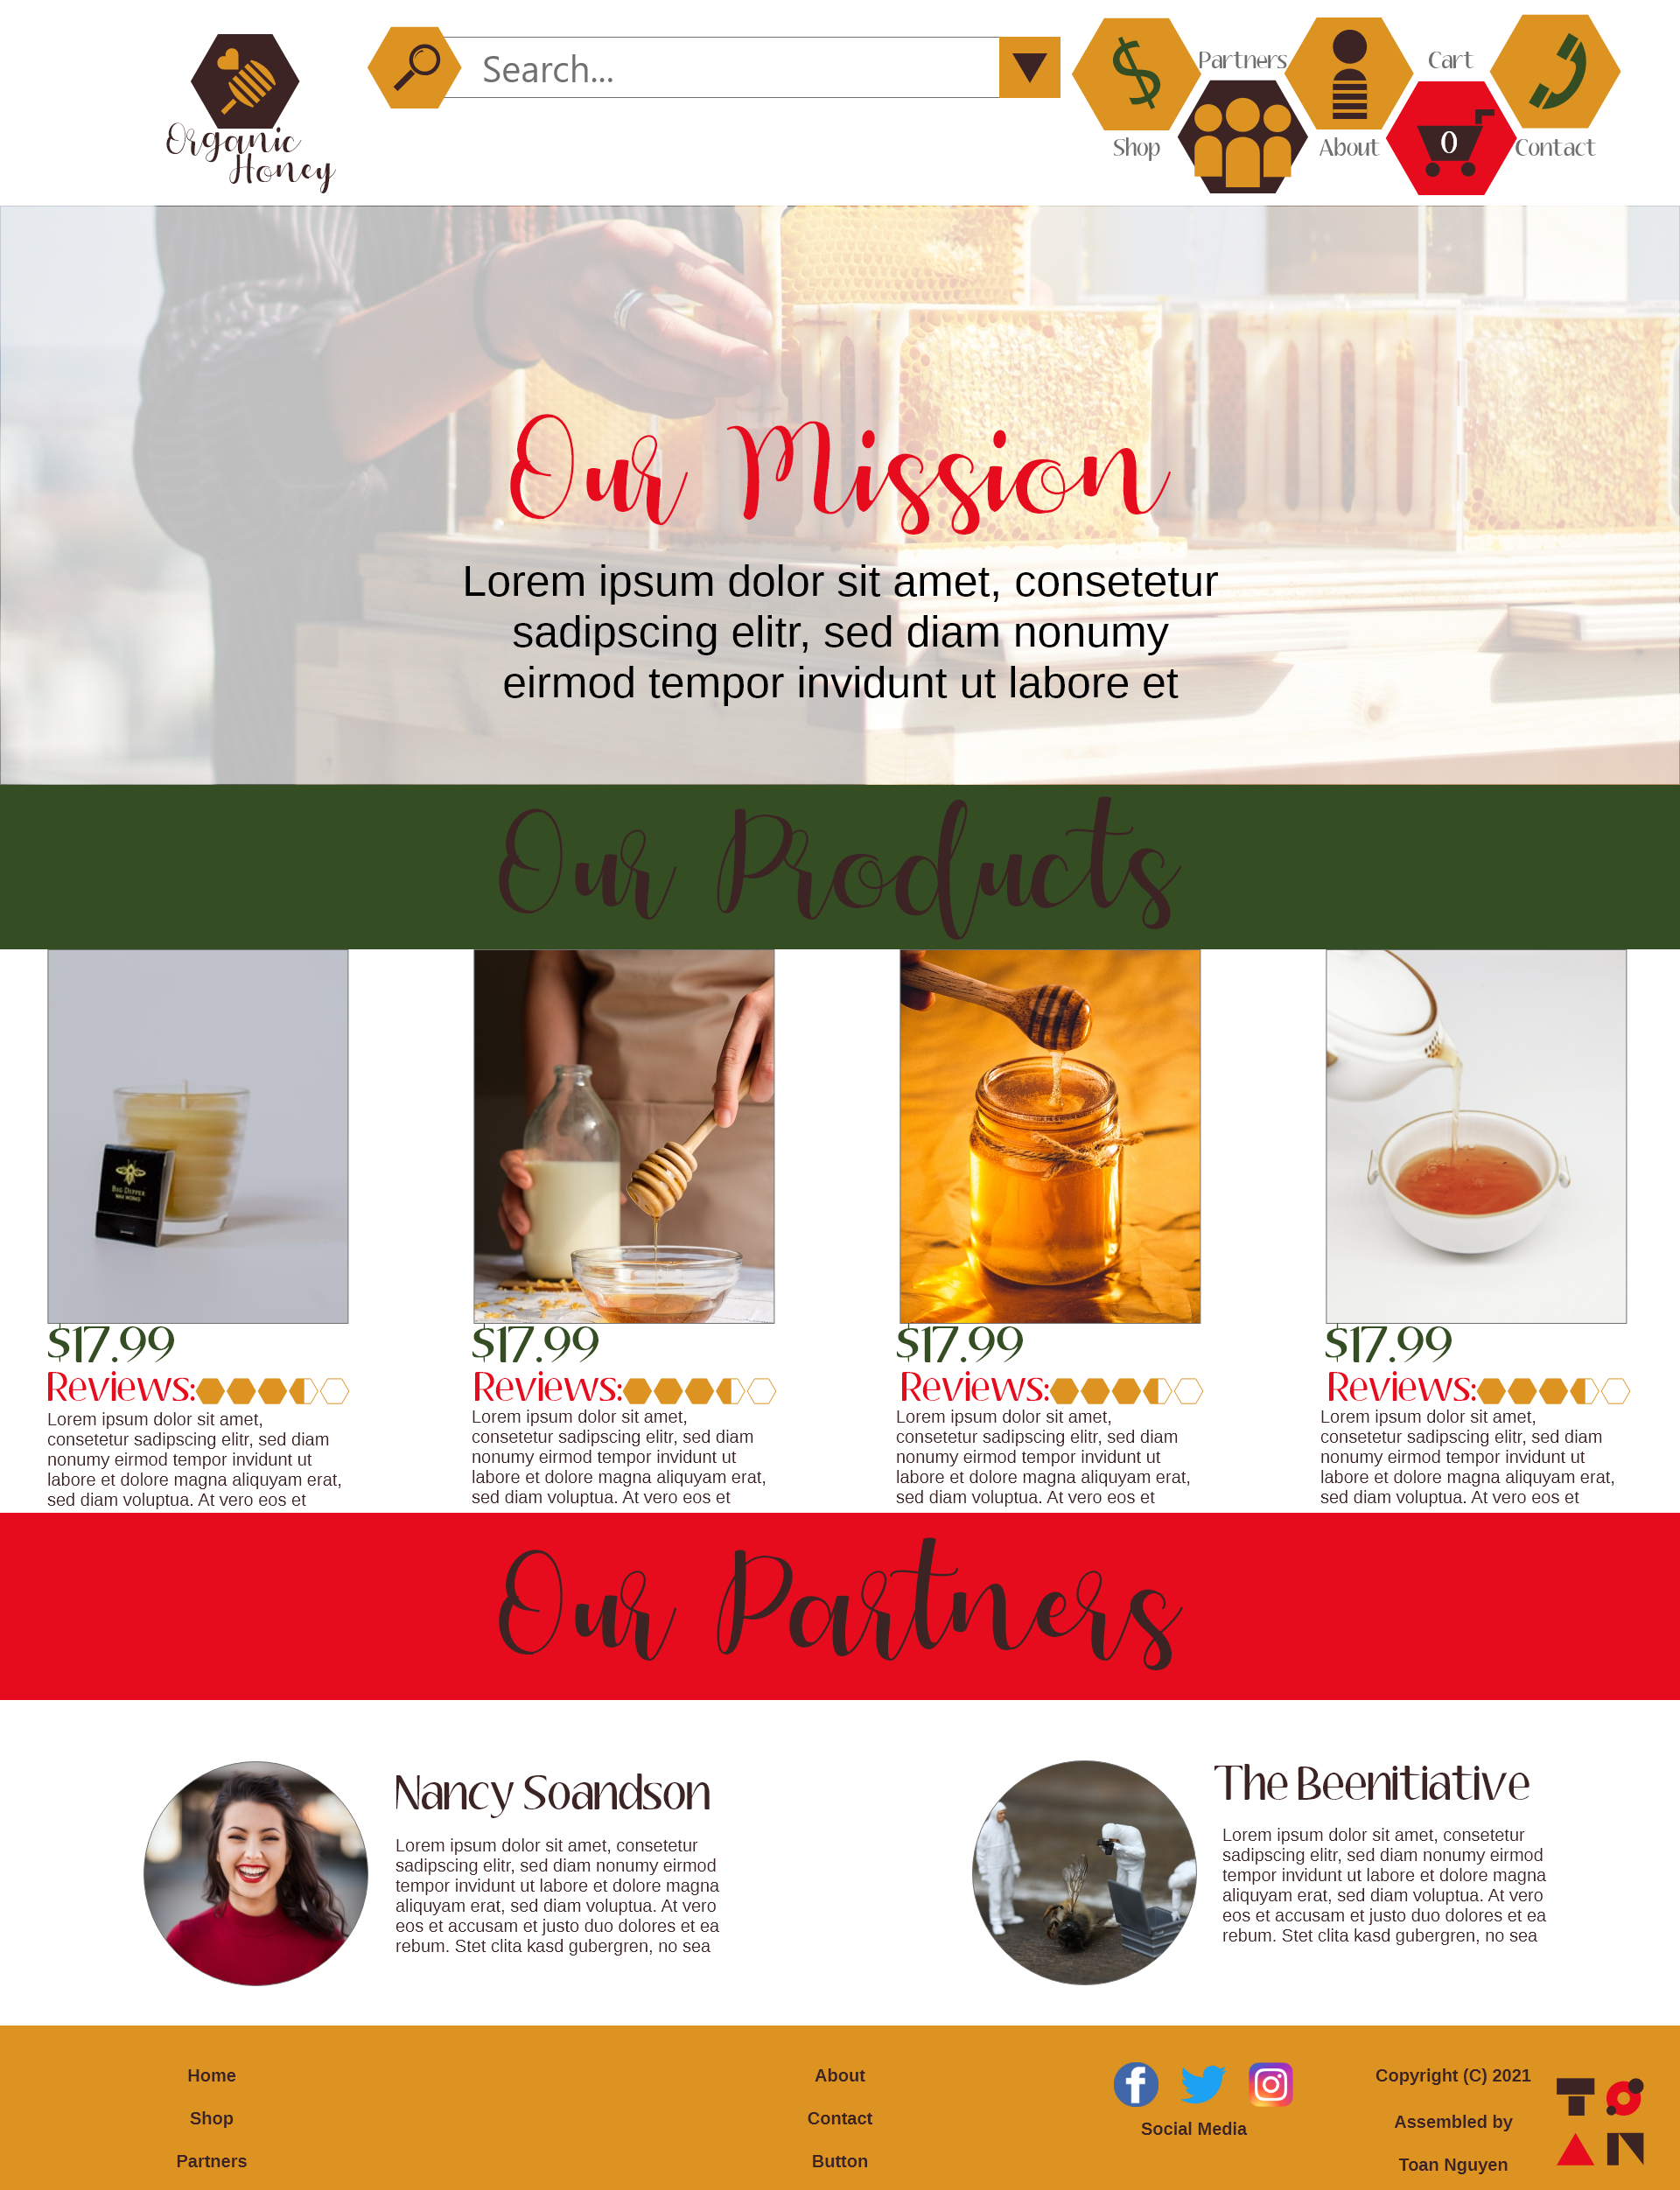 Organic
Honey
Search...
Shop
Partners
About
Cart
0
Contact
Our Mission
Lorem ipsum dolor sit amet, consetetur
sadipscing elitr, sed diam nonumy
eirmod tempor invidunt ut labore et
Our Products
BIG DIPPER
WAX WORKS
$17.99
Reviews:
Lorem ipsum dolor sit amet,
consetetur sadipscing elitr, sed diam
nonumy eirmod tempor invidunt ut
labore et dolore magna aliquyam erat,
sed diam voluptua. At vero eos et
$17.99
Reviews:
Lorem ipsum dolor sit amet,
consetetur sadipscing elitr, sed diam
nonumy eirmod tempor invidunt ut
labore et dolore magna aliquyam erat,
sed diam voluptua. At vero eos et
$17.99
Reviews:
Lorem ipsum dolor sit amet,
consetetur sadipscing elitr, sed diam
nonumy eirmod tempor invidunt ut
labore et dolore magna aliquyam erat,
sed diam voluptua. At vero eos et
$17.99
Reviews:
Lorem ipsum dolor sit amet,
consetetur sadipscing elitr, sed diam
nonumy eirmod tempor invidunt ut
labore et dolore magna aliquyam erat,
sed diam voluptua. At vero eos et
Our Partners
Nancy Soandson
Lorem ipsum dolor sit amet, consetetur
sadipscing elitr, sed diam nonumy eirmod
tempor invidunt ut labore et dolore magna
aliquyam erat, sed diam voluptua. At vero
eos et accusam et justo duo dolores et ea
rebum. Stet clita kasd gubergren, no sea
The Beenitiative
Lorem ipsum dolor sit amet, consetetur
sadipscing elitr, sed diam nonumy eirmod
tempor invidunt ut labore et dolore magna
aliquyam erat, sed diam voluptua. At vero
eos et accusam et justo duo dolores et ea
rebum. Stet clita kasd gubergren, no sea
Home
Shop
Partners
About
Contact
Button
Social Media
Copyright (C) 2021
Assembled by
Toan Nguyen
TO
AN